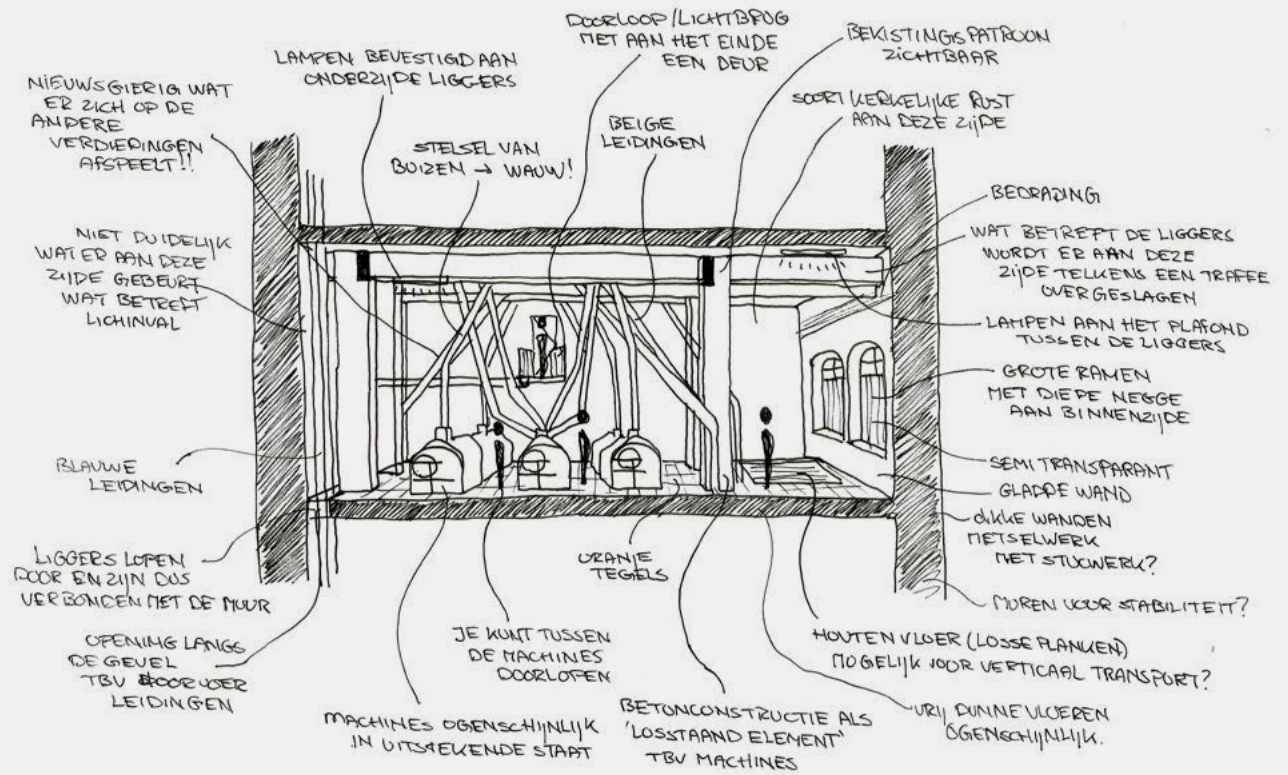 NIEUWSGIERIG WAT
ER ZICH OP DE
ANDERE
VERDIEPINGEN
AFSPEELT!!
LAMPEN BEVESTIGD AAN
ONDERZIJDE LIGGERS
STELSEL VAN
BUIZEN → WAUW!
DOORLOOP/LICHTBRUG
MET AAN HET EINDE
EEN DEUR
BEIGE
LEIDINGEN
BEKISTINGSPATROON
ZICHTBAAR
SOORT KERKELIJKE RUST
AAN DEZE ZIJDE
BEDRADING
WAT BETREFT DE LIGGERS
WORDT ER AAN DEZE
ZIJDE TELKENS EEN TRAFFE
OVERGESLAGEN
LAMPEN AAN HET PLAFOND
TUSSEN DE LIGGERS
GROTE RAMEN
MET DIEPE NEGGE
AAN BINNENZIJDE
SEMI TRANSPARANT
GLADDE WAND
DIKKE WANDEN
METSELWERK
MET STUCWERK?
MUREN VOOR STABILITEIT?
NIET DUIDELIJK
WAT ER AAN DEZE
ZIJDE GEBEURT
WAT BETREFT
LICHINVAL
BLAUWE
LEIDINGEN
LIGGERS LOPEN
DOOR EN ZIJN DUS
VERBONDEN MET DE MUUR
OPENING LANGS
DE GEVEL
TBV DOORVOER
LEIDINGEN
MACHINES OGENSCHIJNLIJK
IN UITSTEKENDE STAAT
JE KUNT TUSSEN
DE MACHINES
DOORLOPEN
ORANJE
TEGELS
BETONCONSTRUCTIE ALS
'LOSSTAAND ELEMENT'
TBV MACHINES
HOUTEN VLOER (LOSSE PLANKEN)
MOGELIJK VOOR VERTICAAL TRANSPORT?
VRIJ DUNNE VLOEREN
OGENSCHIJNLIJK.